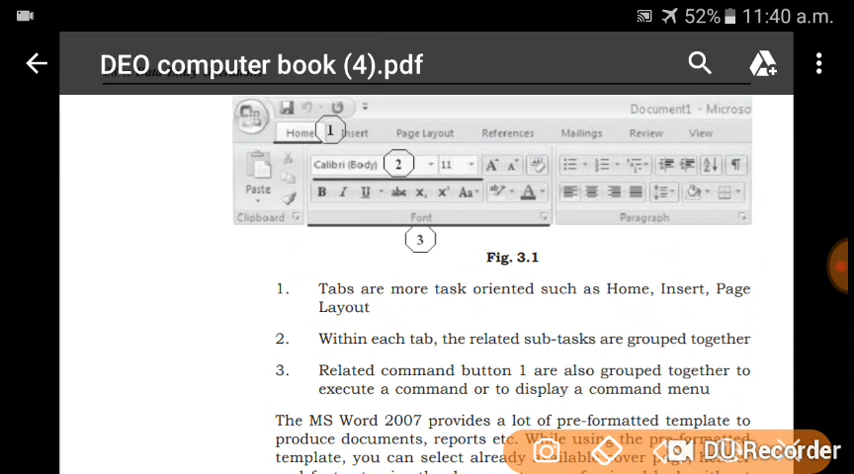 52% 11:40 a.m.
DEO computer book (4).pdf
Document1 - Microso
Home Insert Page Layout References Mailings Review View
1
Calibri (Body) 2 11
Paste
B I U abc x, x² Aa A
Clipboard Font Paragraph
3
Fig. 3.1
1. Tabs are more task oriented such as Home, Insert, Page
Layout
2. Within each tab, the related sub-tasks are grouped together
3. Related command button 1 are also grouped together to
execute a command or to display a command menu
The MS Word 2007 provides a lot of pre-formatted template to
produce documents, reports etc. While using the pre-formatted
template, you can select already
DU Recorder